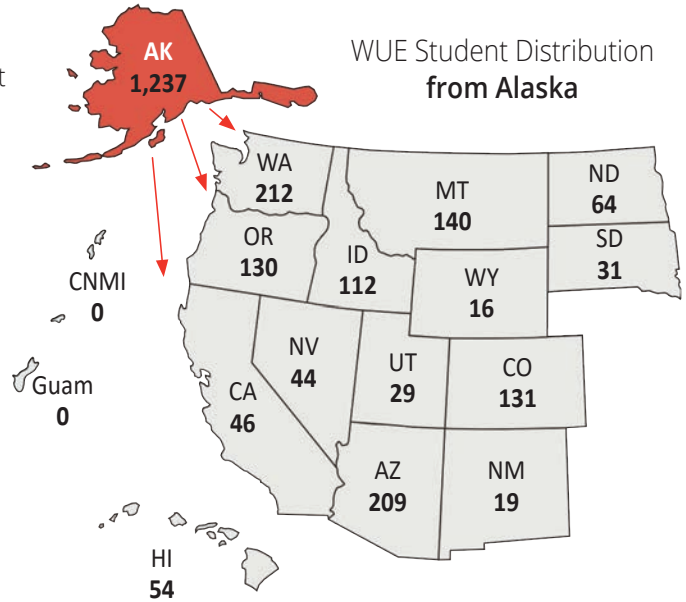 WUE Student Distribution
from Alaska
t
AK
1,237
WA
212
MT
140
ND
64
OR
130
ID
112
SD
31
WY
16
CNMI
0
NV
44
UT
29
CO
131
Guam
0
CA
46
AZ
209
NM
19
HI
54